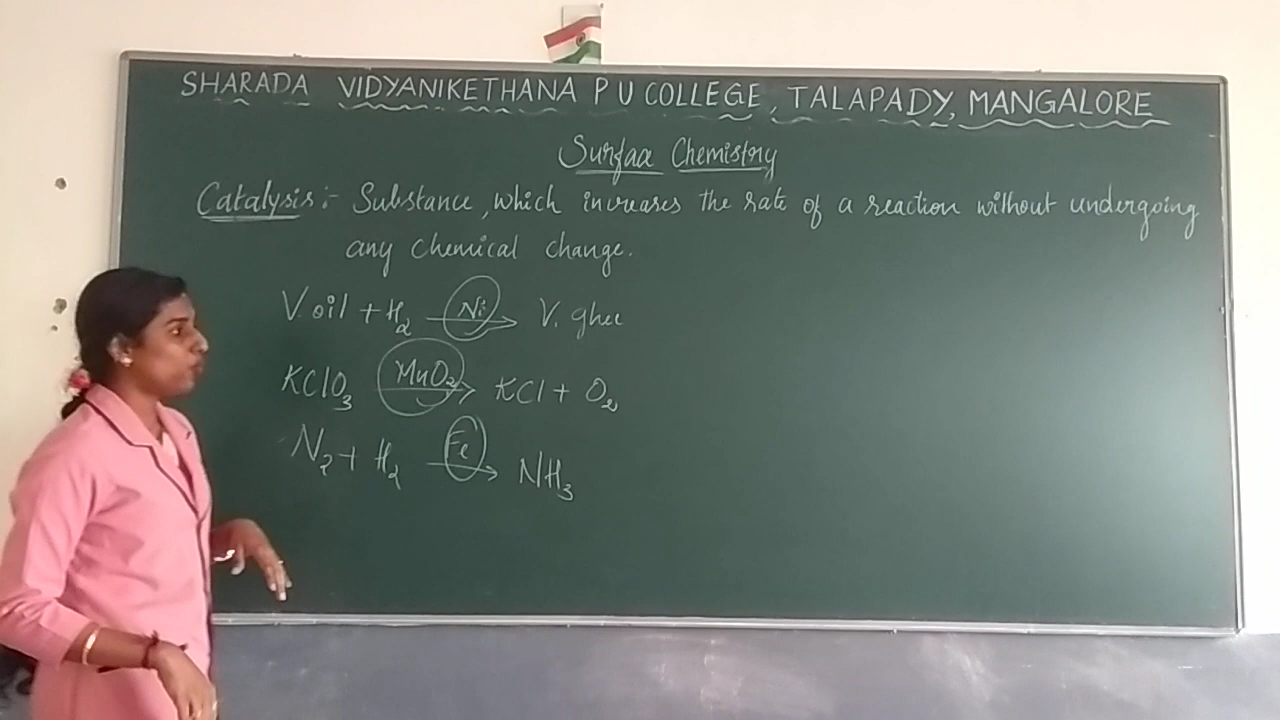 SHARADA VIDYANIKETHANA P U COLLEGE, TALAPADY, MANGALORE
Surface Chemistry
Catalysis :- Substance, which increases the rate of a reaction without undergoing
any chemical change.
V. oil + H₂ —Ni→ V. ghee
KClO₃ —MnO₂→ KCl + O₂
N₂ + H₂ —Fe→ NH₃